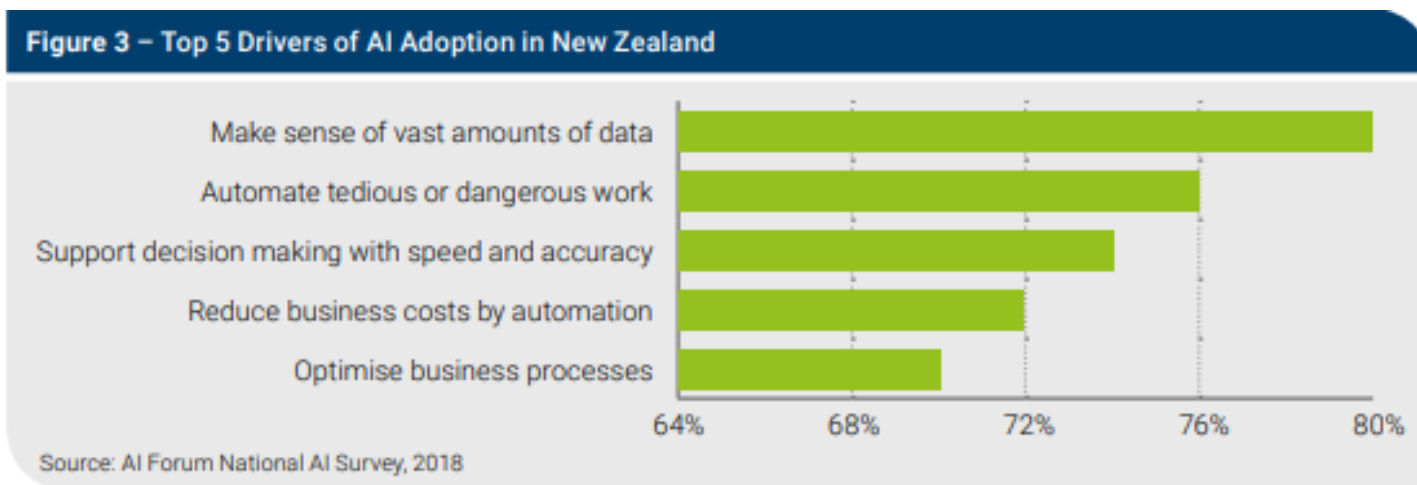 Figure 3 – Top 5 Drivers of AI Adoption in New Zealand
Make sense of vast amounts of data
Automate tedious or dangerous work
Support decision making with speed and accuracy
Reduce business costs by automation
Optimise business processes
64% 68% 72% 76% 80%
Source: AI Forum National AI Survey, 2018